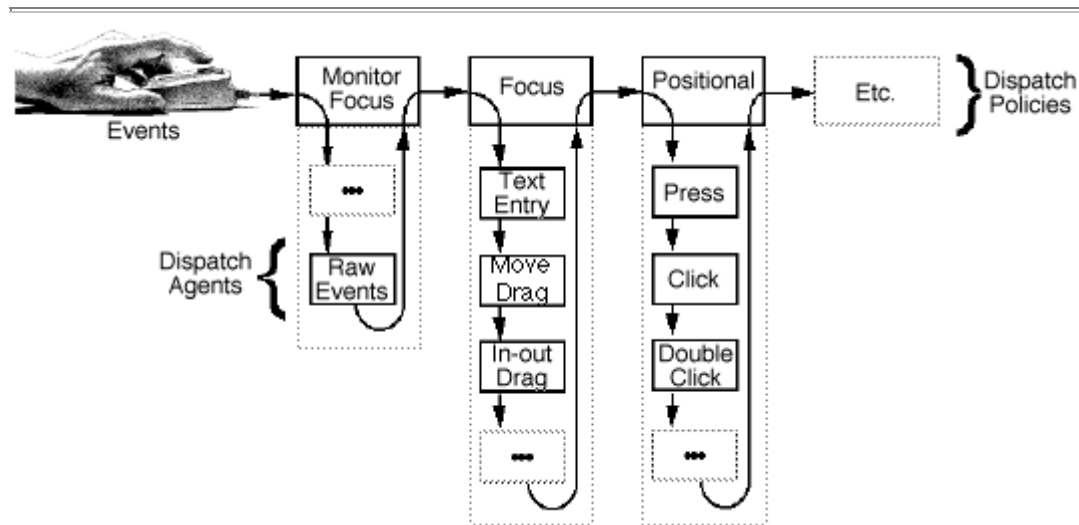 Events
Monitor
Focus
Focus
Positional
Etc.
Dispatch
Policies
•••
Dispatch
Agents
Raw
Events
Text
Entry
Move
Drag
In-out
Drag
•••
Press
Click
Double
Click
•••